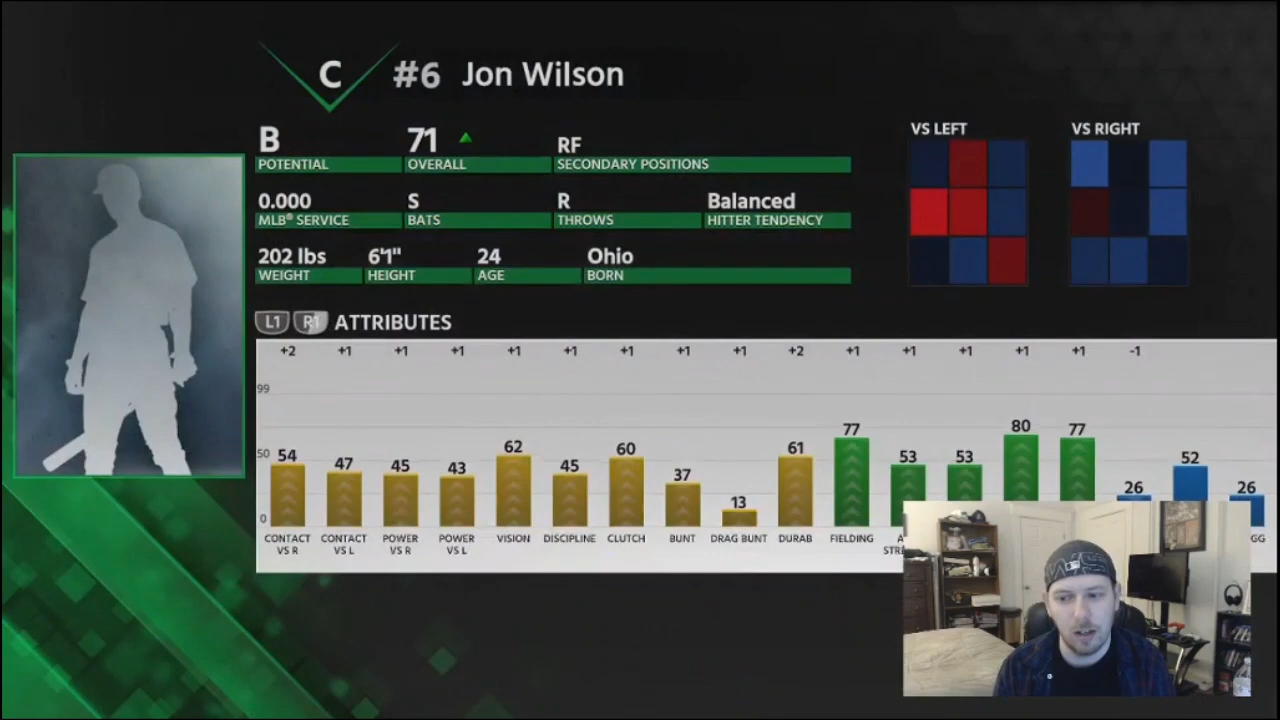 C #6 Jon Wilson
B 71 RF
POTENTIAL OVERALL SECONDARY POSITIONS
0.000 S R Balanced
MLB® SERVICE BATS THROWS HITTER TENDENCY
202 lbs 6'1" 24 Ohio
WEIGHT HEIGHT AGE BORN
VS LEFT VS RIGHT
L1 R1 ATTRIBUTES
+2 +1 +1 +1 +1 +1 +1 +1 +1 +2 +1 +1 +1 +1 +1 -1
99
50
0
54 47 45 43 62 45 60 37 13 61 77 53 53 80 77 26 52 26
CONTACT VS R
CONTACT VS L
POWER VS R
POWER VS L
VISION
DISCIPLINE
CLUTCH
BUNT
DRAG BUNT
DURAB
FIELDING